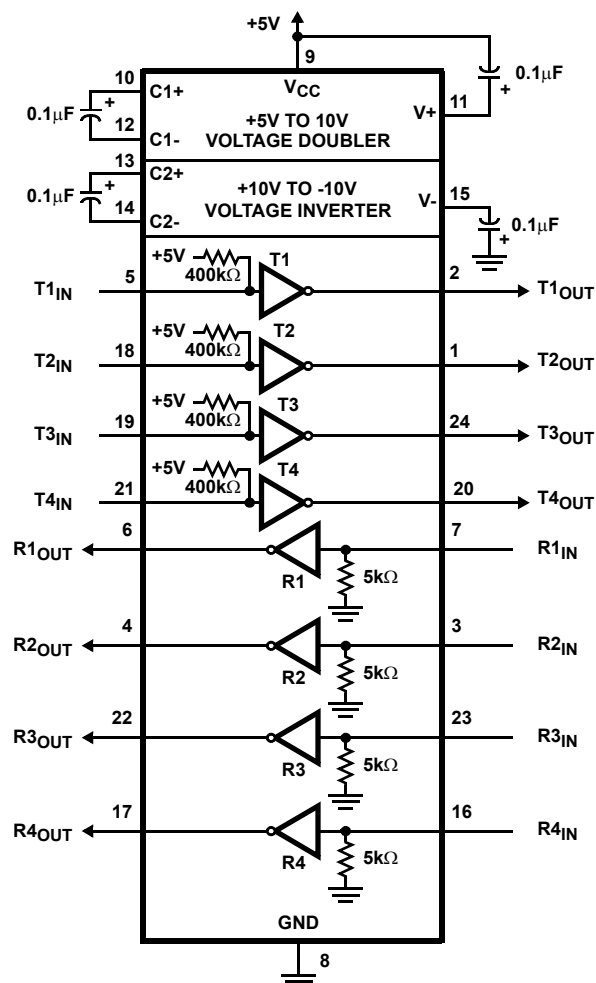 +5V
9
10
0.1μF
+
C1+
VCC
0.1μF
+
12
C1-
+5V TO 10V
VOLTAGE DOUBLER
V+
11
13
0.1μF
+
C2+
14
C2-
+10V TO -10V
VOLTAGE INVERTER
V-
15
0.1μF
+
T1IN
5
+5V
400kΩ
T1
2
T1OUT
T2IN
18
+5V
400kΩ
T2
1
T2OUT
T3IN
19
+5V
400kΩ
T3
24
T3OUT
T4IN
21
+5V
400kΩ
T4
20
T4OUT
R1OUT
6
R1
5kΩ
7
R1IN
R2OUT
4
R2
5kΩ
3
R2IN
R3OUT
22
R3
5kΩ
23
R3IN
R4OUT
17
R4
5kΩ
16
R4IN
GND
8